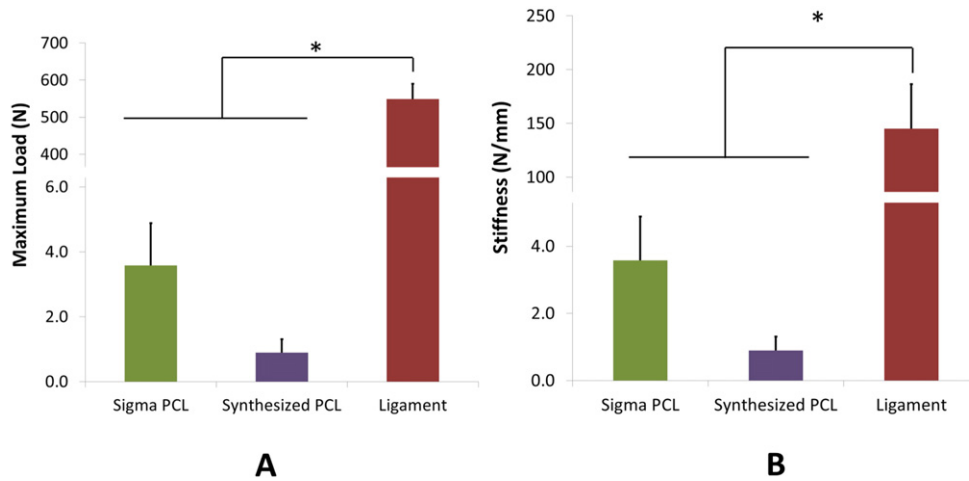 Maximum Load (N)
700
600
500
400
6.0
4.0
2.0
0.0
*
Sigma PCL
Synthesized PCL
Ligament
A
Stiffness (N/mm)
250
200
150
100
4.0
2.0
0.0
*
Sigma PCL
Synthesized PCL
Ligament
B